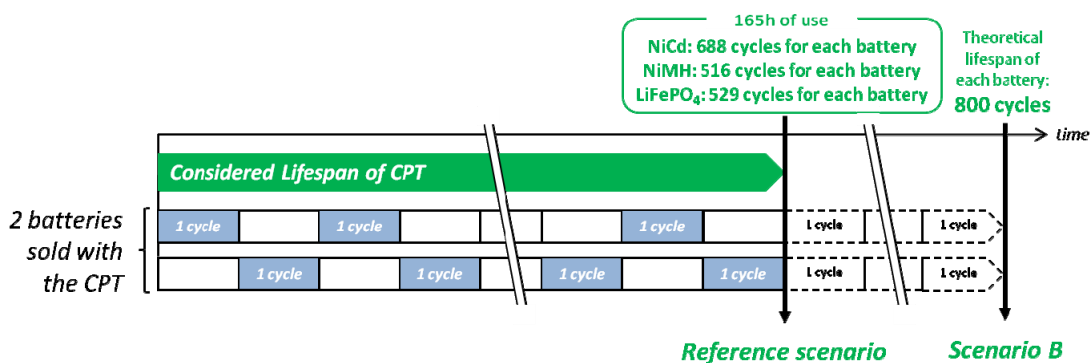 165h of use
NiCd: 688 cycles for each battery
NiMH: 516 cycles for each battery
LiFePO₄: 529 cycles for each battery
Theoretical
lifespan of
each battery:
800 cycles
time
Considered Lifespan of CPT
2 batteries
sold with
the CPT
1 cycle
1 cycle
1 cycle
1 cycle
1 cycle
1 cycle
1 cycle
1 cycle
1 cycle
1 cycle
1 cycle
Reference scenario
Scenario B